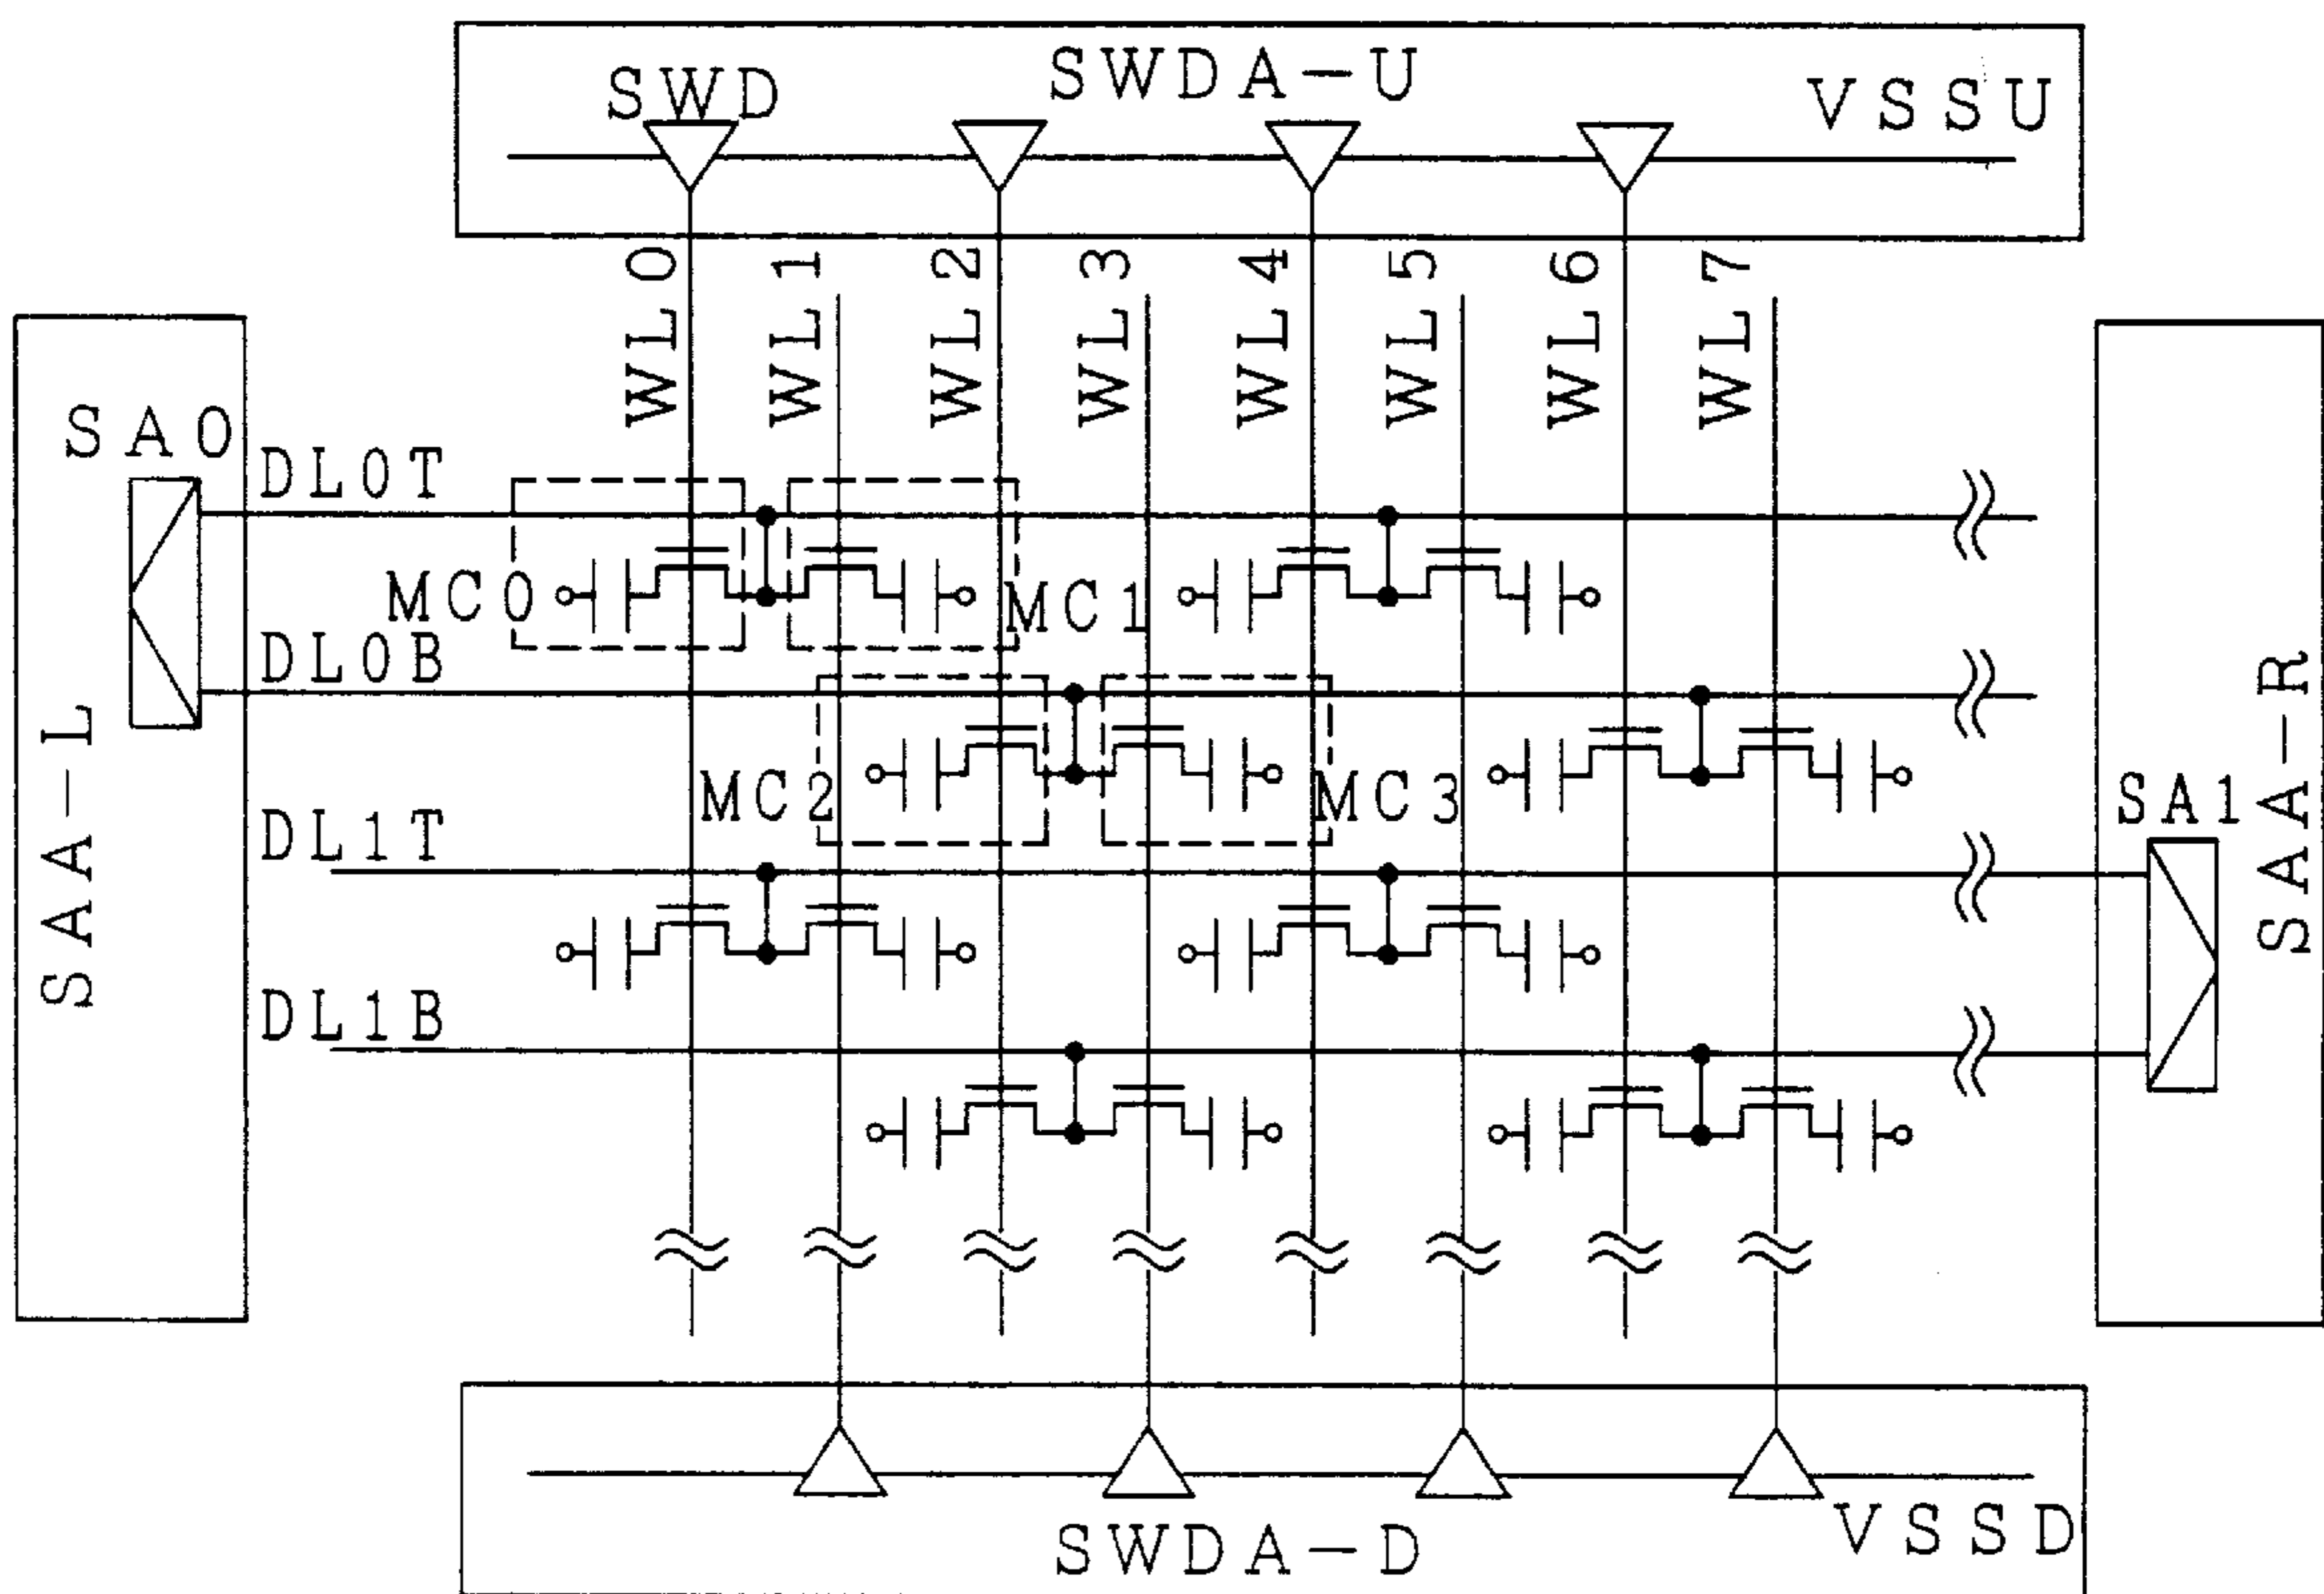 SWD
SWDA-U
VSSU
WL0
WL1
WL2
WL3
WL4
WL5
WL6
WL7
SA0
DL0T
MC0
MC1
DL0B
SAA-L
SAA-R
MC2
MC3
SA1
DL1T
DL1B
VSSD
SWDA-D